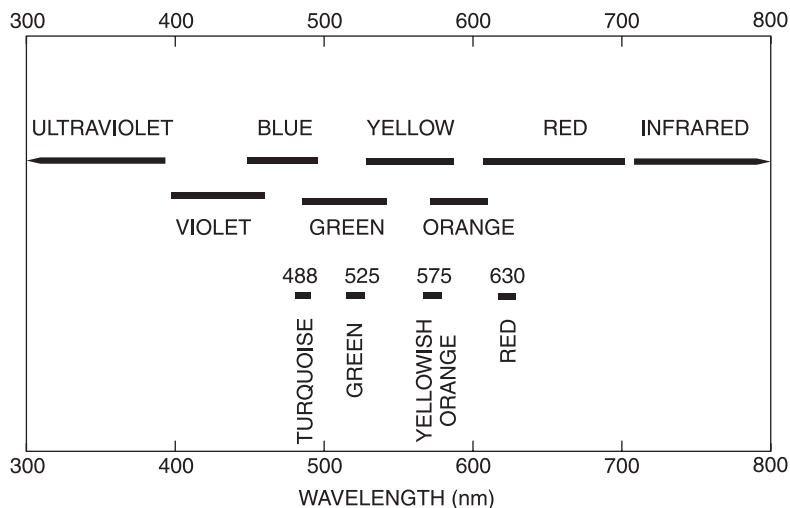 300 400 500 600 700 800
ULTRAVIOLET BLUE YELLOW RED INFRARED
VIOLET GREEN ORANGE
488 525 575 630
TURQUOISE
GREEN
YELLOWISH
ORANGE
RED
300 400 500 600 700 800
WAVELENGTH (nm)